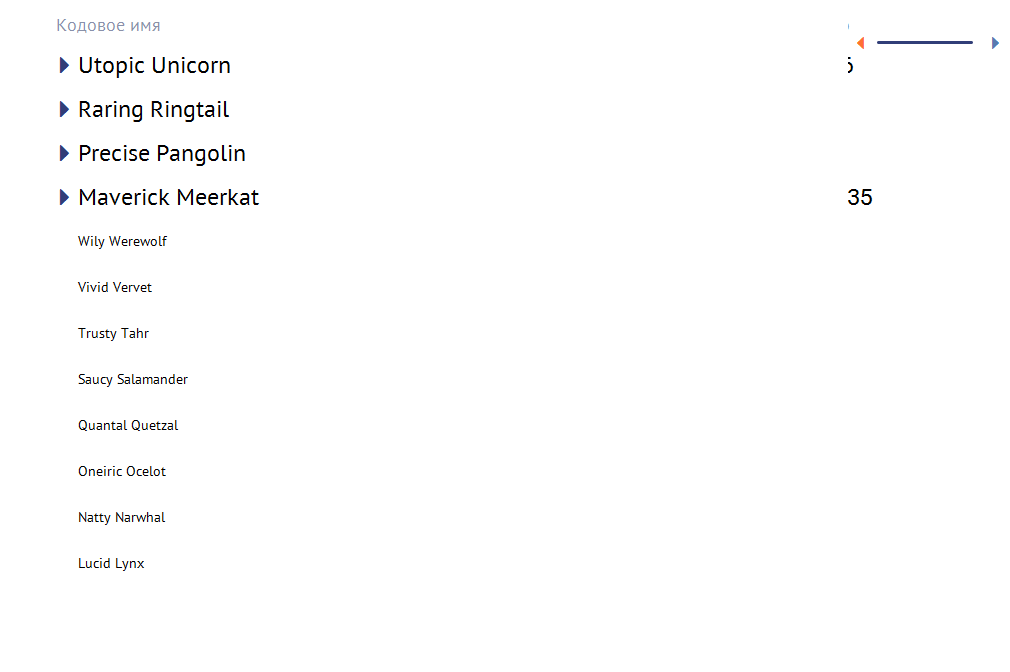 Кодовое имя
Utopic Unicorn
Raring Ringtail
Precise Pangolin
Maverick Meerkat 35
Wily Werewolf
Vivid Vervet
Trusty Tahr
Saucy Salamander
Quantal Quetzal
Oneiric Ocelot
Natty Narwhal
Lucid Lynx